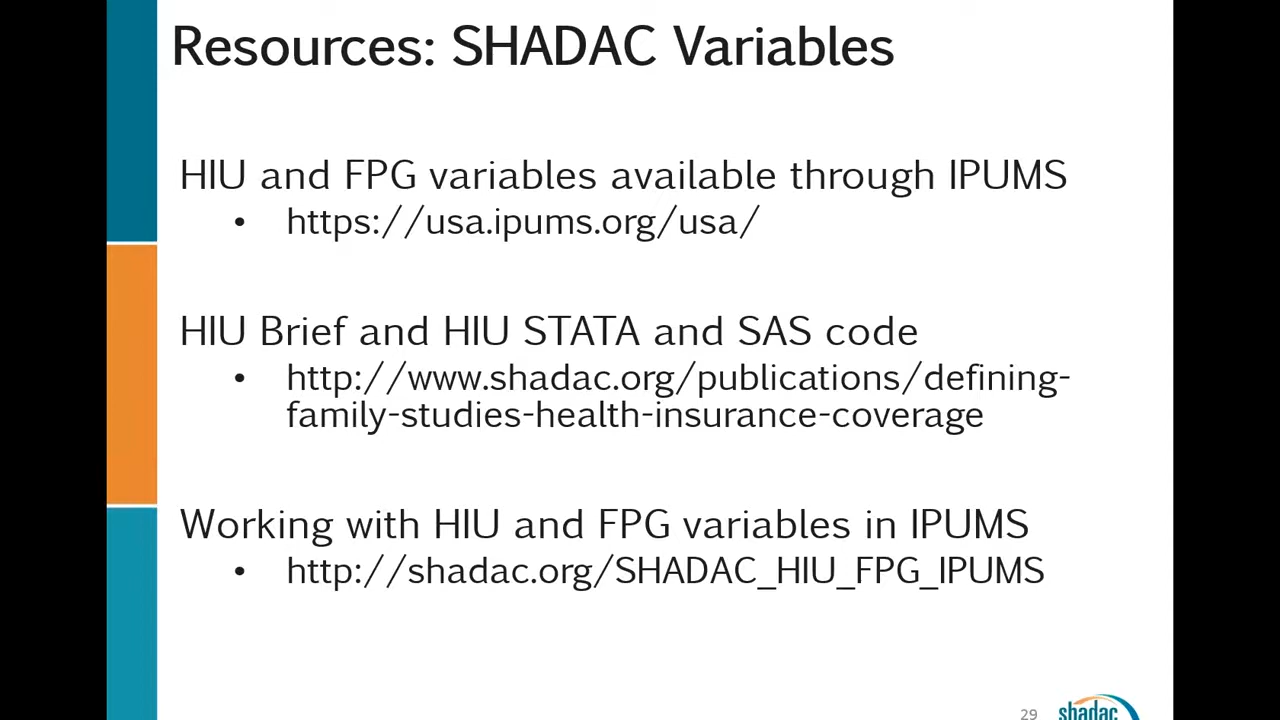 Resources: SHADAC Variables
HIU and FPG variables available through IPUMS
• https://usa.ipums.org/usa/
HIU Brief and HIU STATA and SAS code
• http://www.shadac.org/publications/defining-
family-studies-health-insurance-coverage
Working with HIU and FPG variables in IPUMS
• http://shadac.org/SHADAC_HIU_FPG_IPUMS
29
shadac